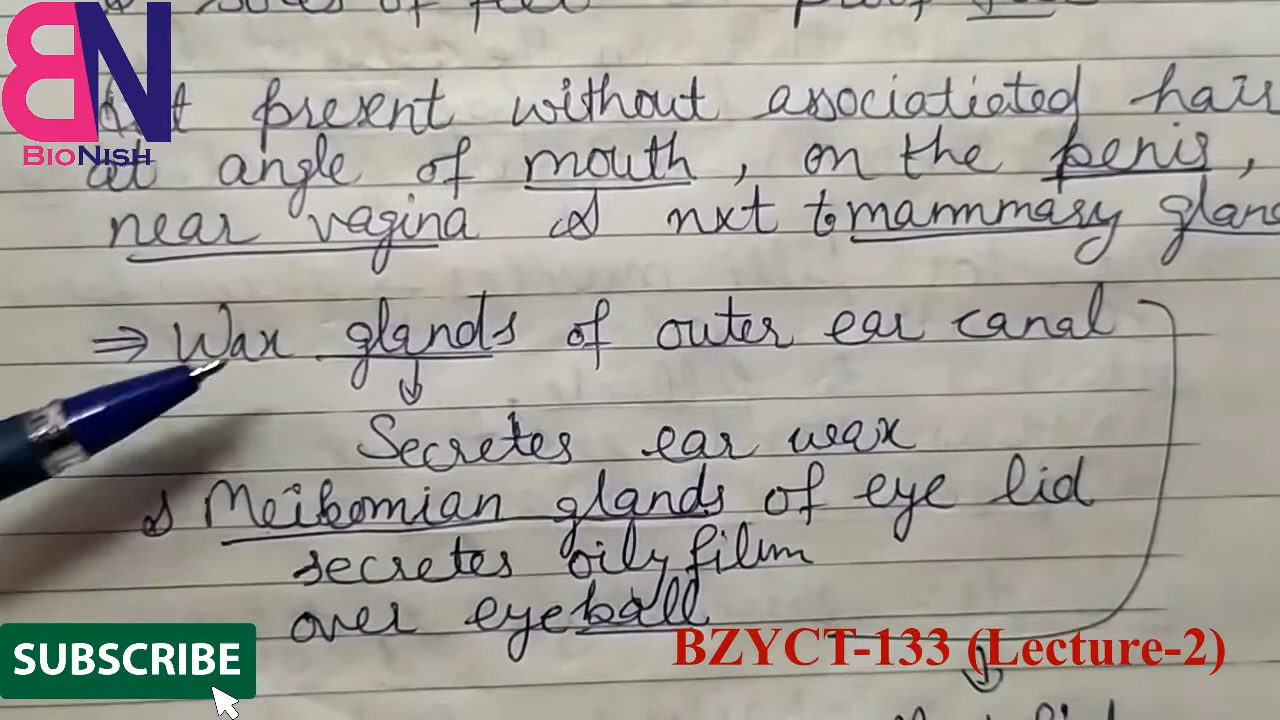 BN
BIONISH
present without associatiated hair
at angle of mouth, on the penis,
near vagina & nxt to mammary gland
⇒ Wax glands of outer ear canal
↓
Secretes ear wax
& Meibomian glands of eye lid
secretes oily film
over eyeball
SUBSCRIBE
BZYCT-133 (Lecture-2)